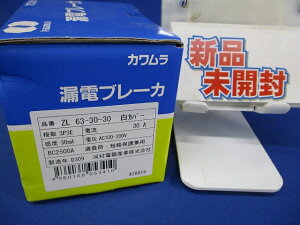 カワムラ
漏電ブレーカ
品番 ZL 63-30-30 白カバー
極数 3P3E 電流 30 A
感度 30mA 電圧 AC100-200V
BC2500A 過負荷・短絡保護兼用
製造年 0309 河村電器産業株式会社
新品
未開封